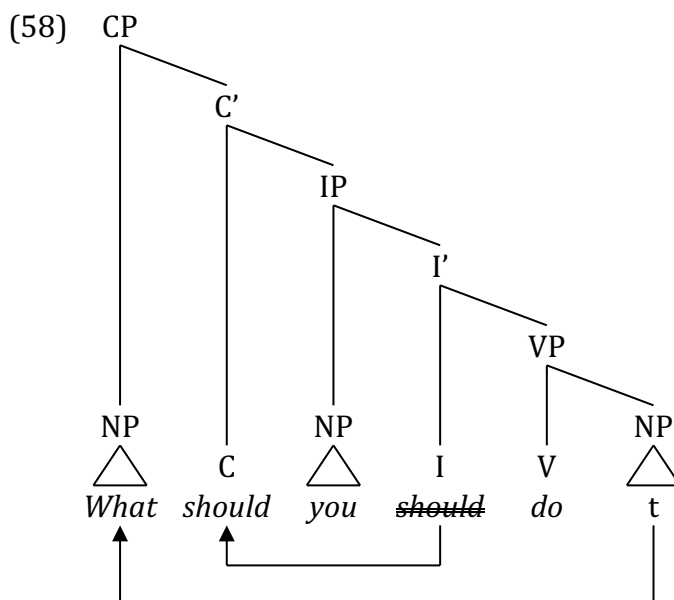 (58) CP
C’
IP
I’
VP
NP NP NP
C I V
What should you should do t